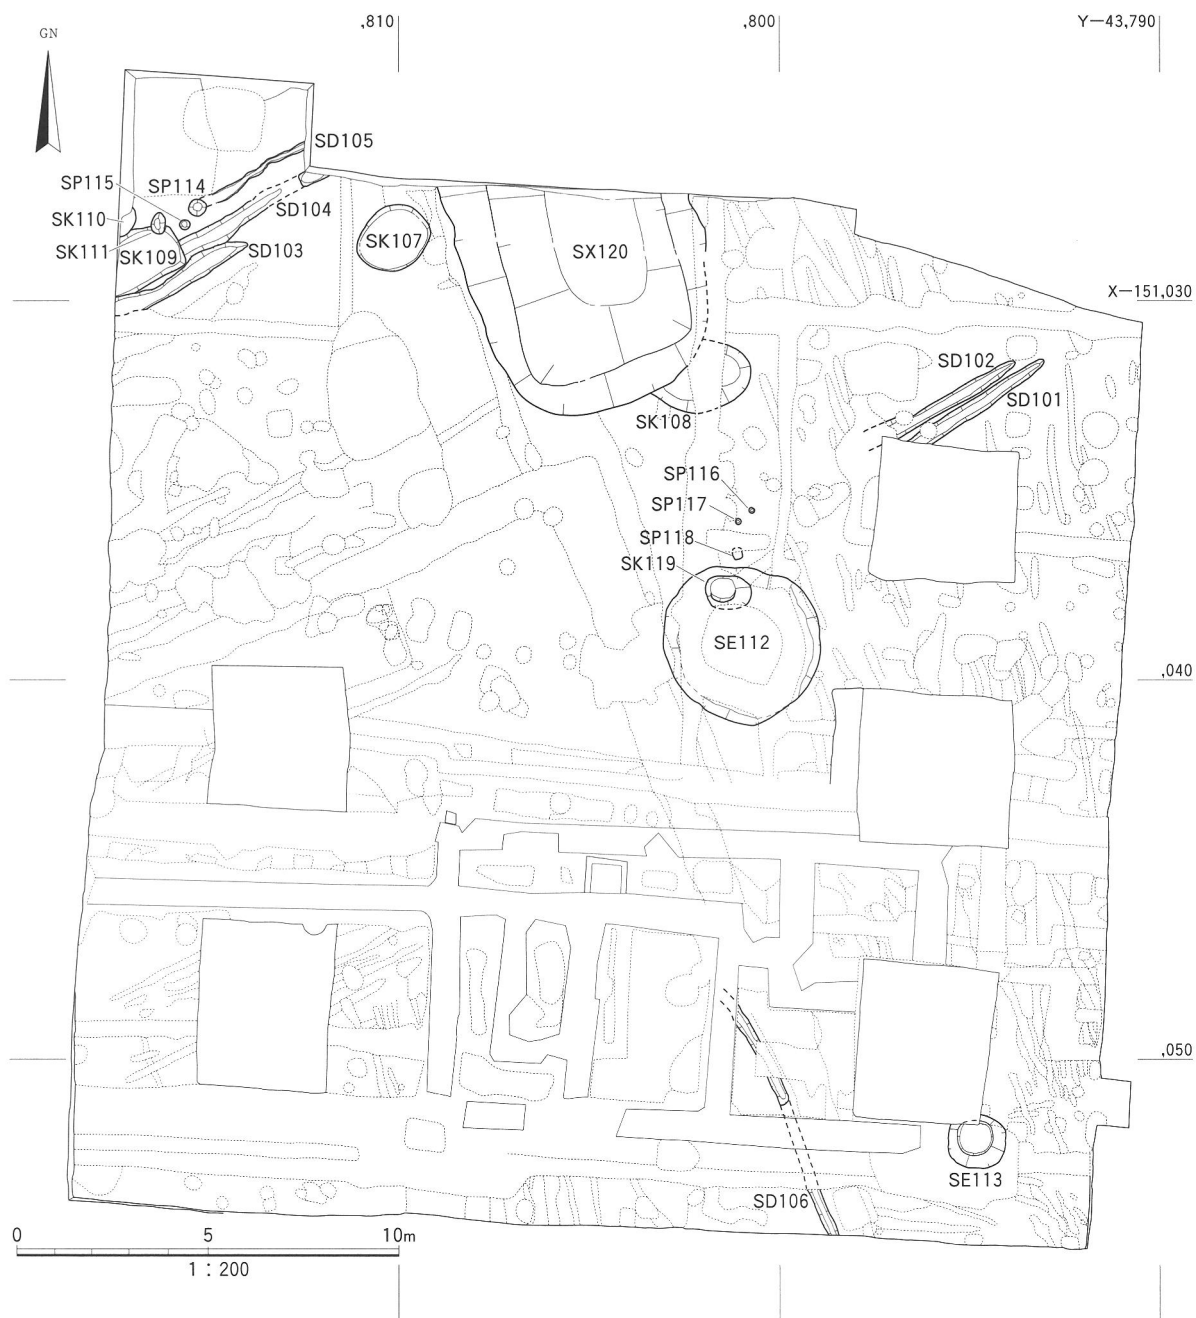 ,810
,800
Y−43,790
GN
SD105
SP115
SP114
SK110
SD104
SK111
SK109
SD103
SK107
SX120
X−151,030
SD102
SD101
SK108
SP116
SP117
SP118
SK119
SE112
,040
,050
SE113
SD106
0
5
10m
1：200